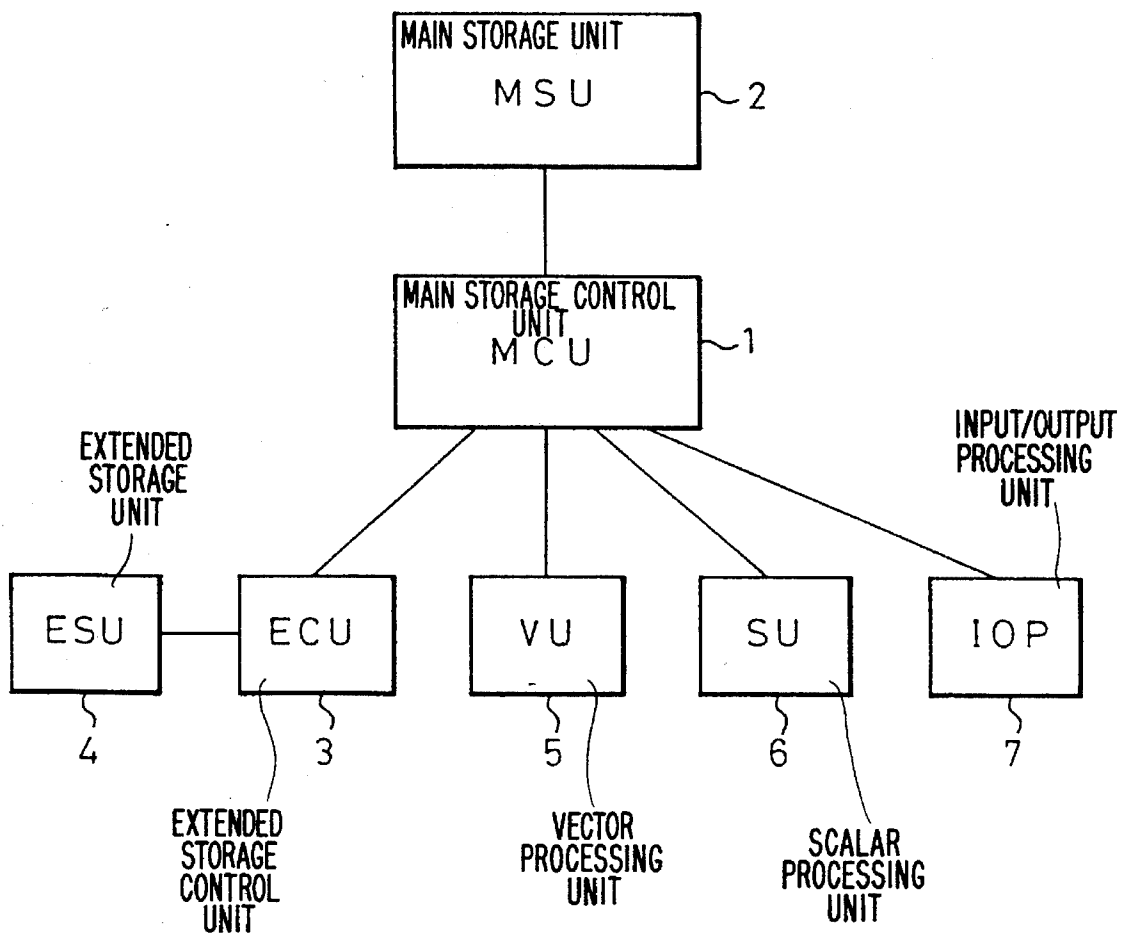 MAIN STORAGE UNIT
MSU
2
MAIN STORAGE CONTROL
UNIT
MCU
1
EXTENDED
STORAGE
UNIT
INPUT/OUTPUT
PROCESSING
UNIT
ESU
ECU
VU
SU
IOP
4
3
5
6
7
EXTENDED
STORAGE
CONTROL
UNIT
VECTOR
PROCESSING
UNIT
SCALAR
PROCESSING
UNIT